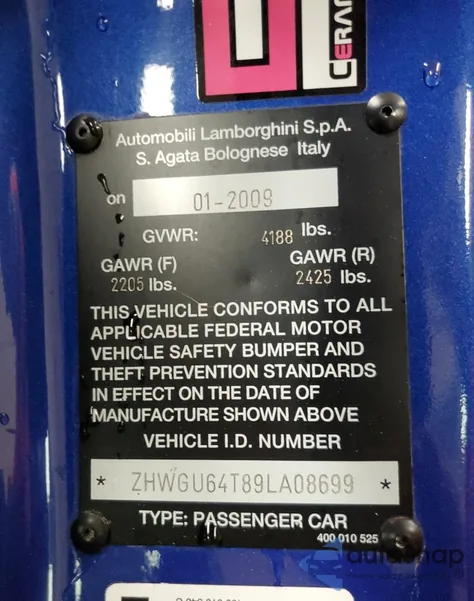 CERAM
Automobili Lamborghini S.p.A.
S. Agata Bolognese Italy
on 01-2009
GVWR: 4188 lbs.
GAWR (F) GAWR (R)
2205 lbs. 2425 lbs.
THIS VEHICLE CONFORMS TO ALL
APPLICABLE FEDERAL MOTOR
VEHICLE SAFETY BUMPER AND
THEFT PREVENTION STANDARDS
IN EFFECT ON THE DATE OF
MANUFACTURE SHOWN ABOVE
VEHICLE I.D. NUMBER
* ZHWGU64T89LA08699 *
TYPE: PASSENGER CAR
400 010 525
autosnap